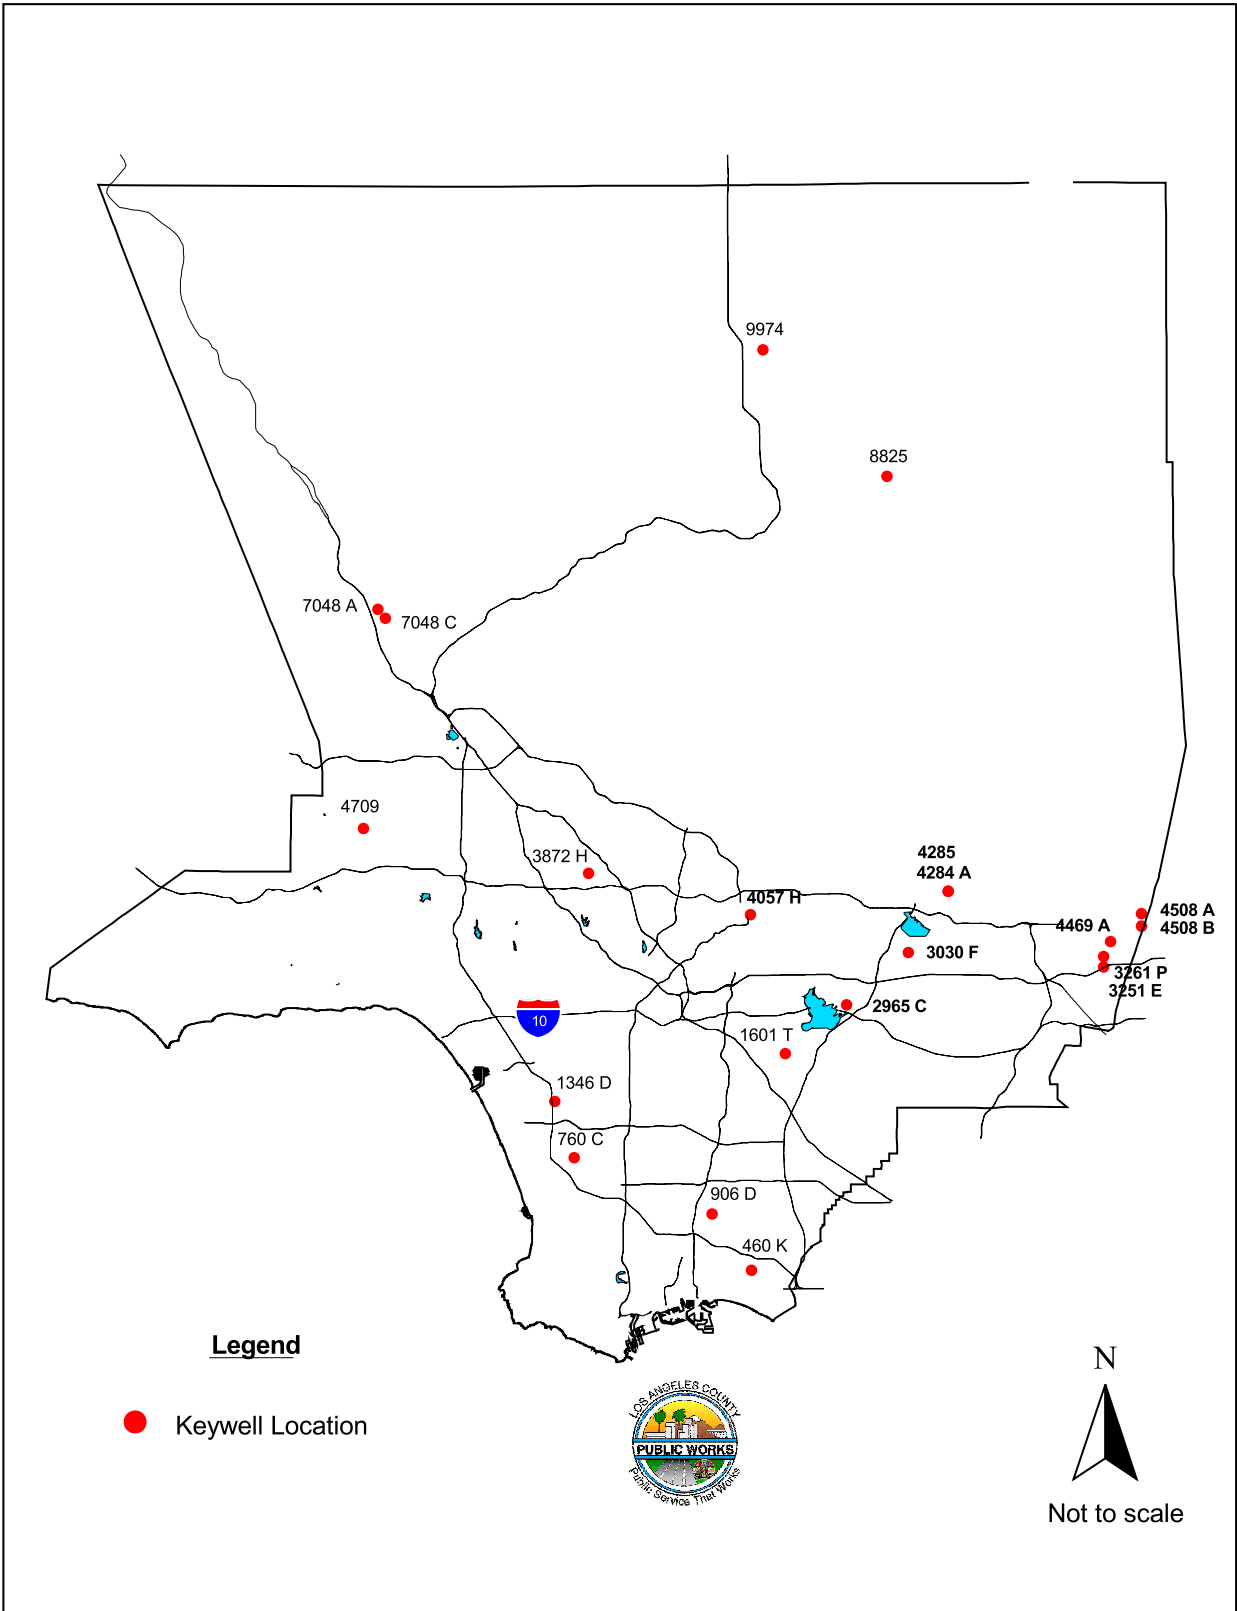 9974
8825
7048 A
7048 C
4709
3872 H
4285
4284 A
4057 H
4508 A
4469 A
4508 B
3030 F
3261 P
3251 E
2965 C
10
1601 T
1346 D
760 C
906 D
460 K
Legend
Keywell Location
LOS ANGELES COUNTY
PUBLIC WORKS
Public Service That Works
N
Not to scale